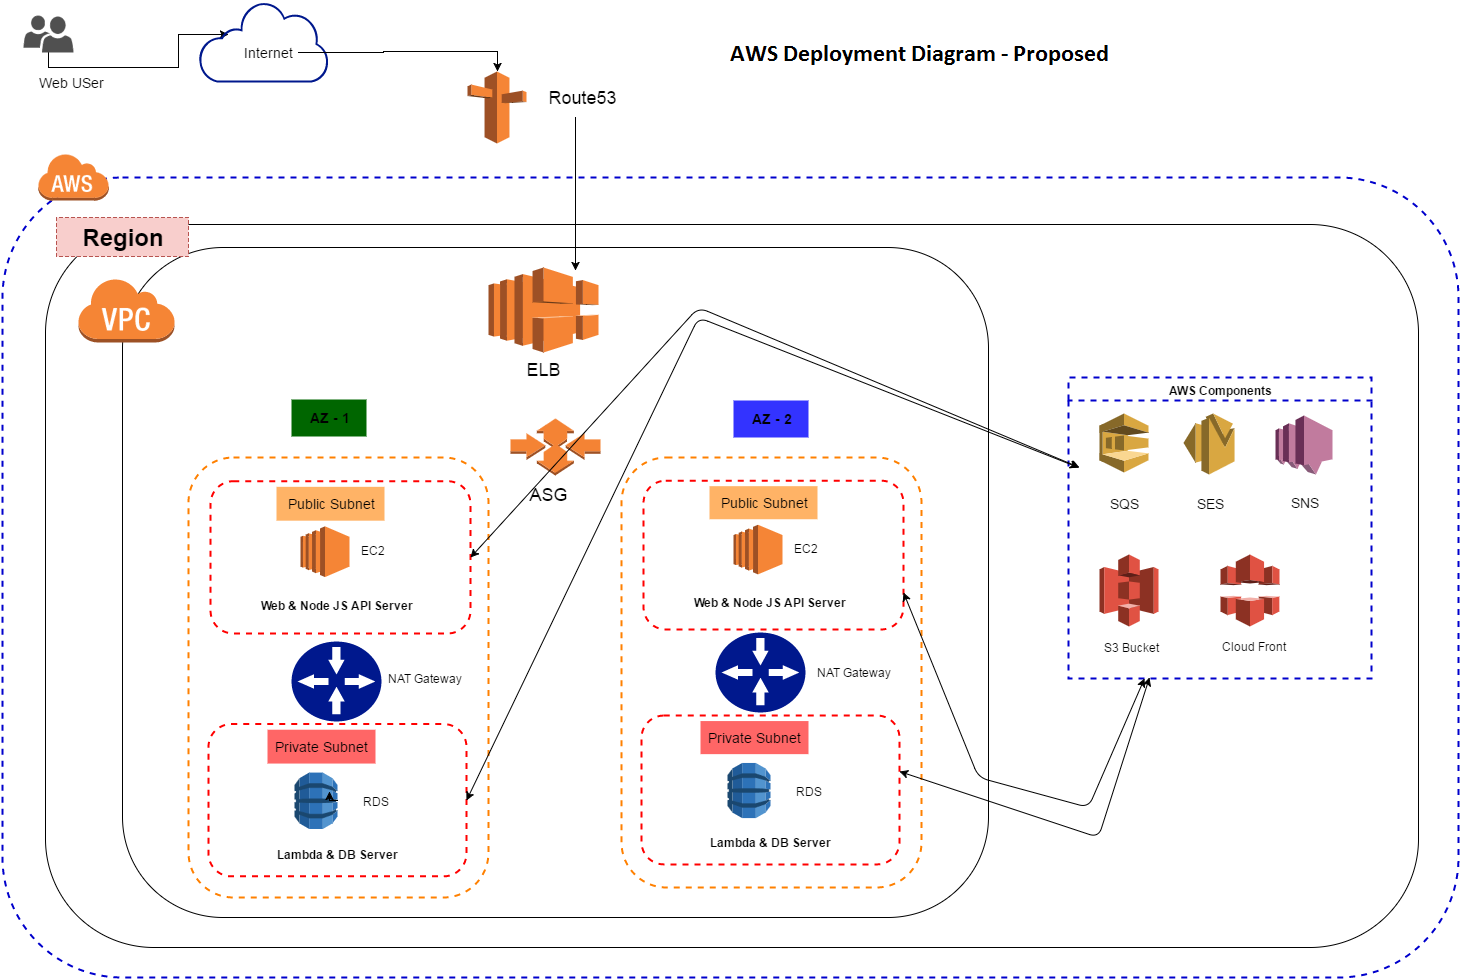 AWS Deployment Diagram - Proposed
Internet
Web USer
Route53
AWS
Region
VPC
ELB
AZ - 1
AZ - 2
ASG
AWS Components
SQS
SES
SNS
S3 Bucket
Cloud Front
Public Subnet
EC2
Web & Node JS API Server
NAT Gateway
Private Subnet
RDS
Lambda & DB Server
Public Subnet
EC2
Web & Node JS API Server
NAT Gateway
Private Subnet
RDS
Lambda & DB Server